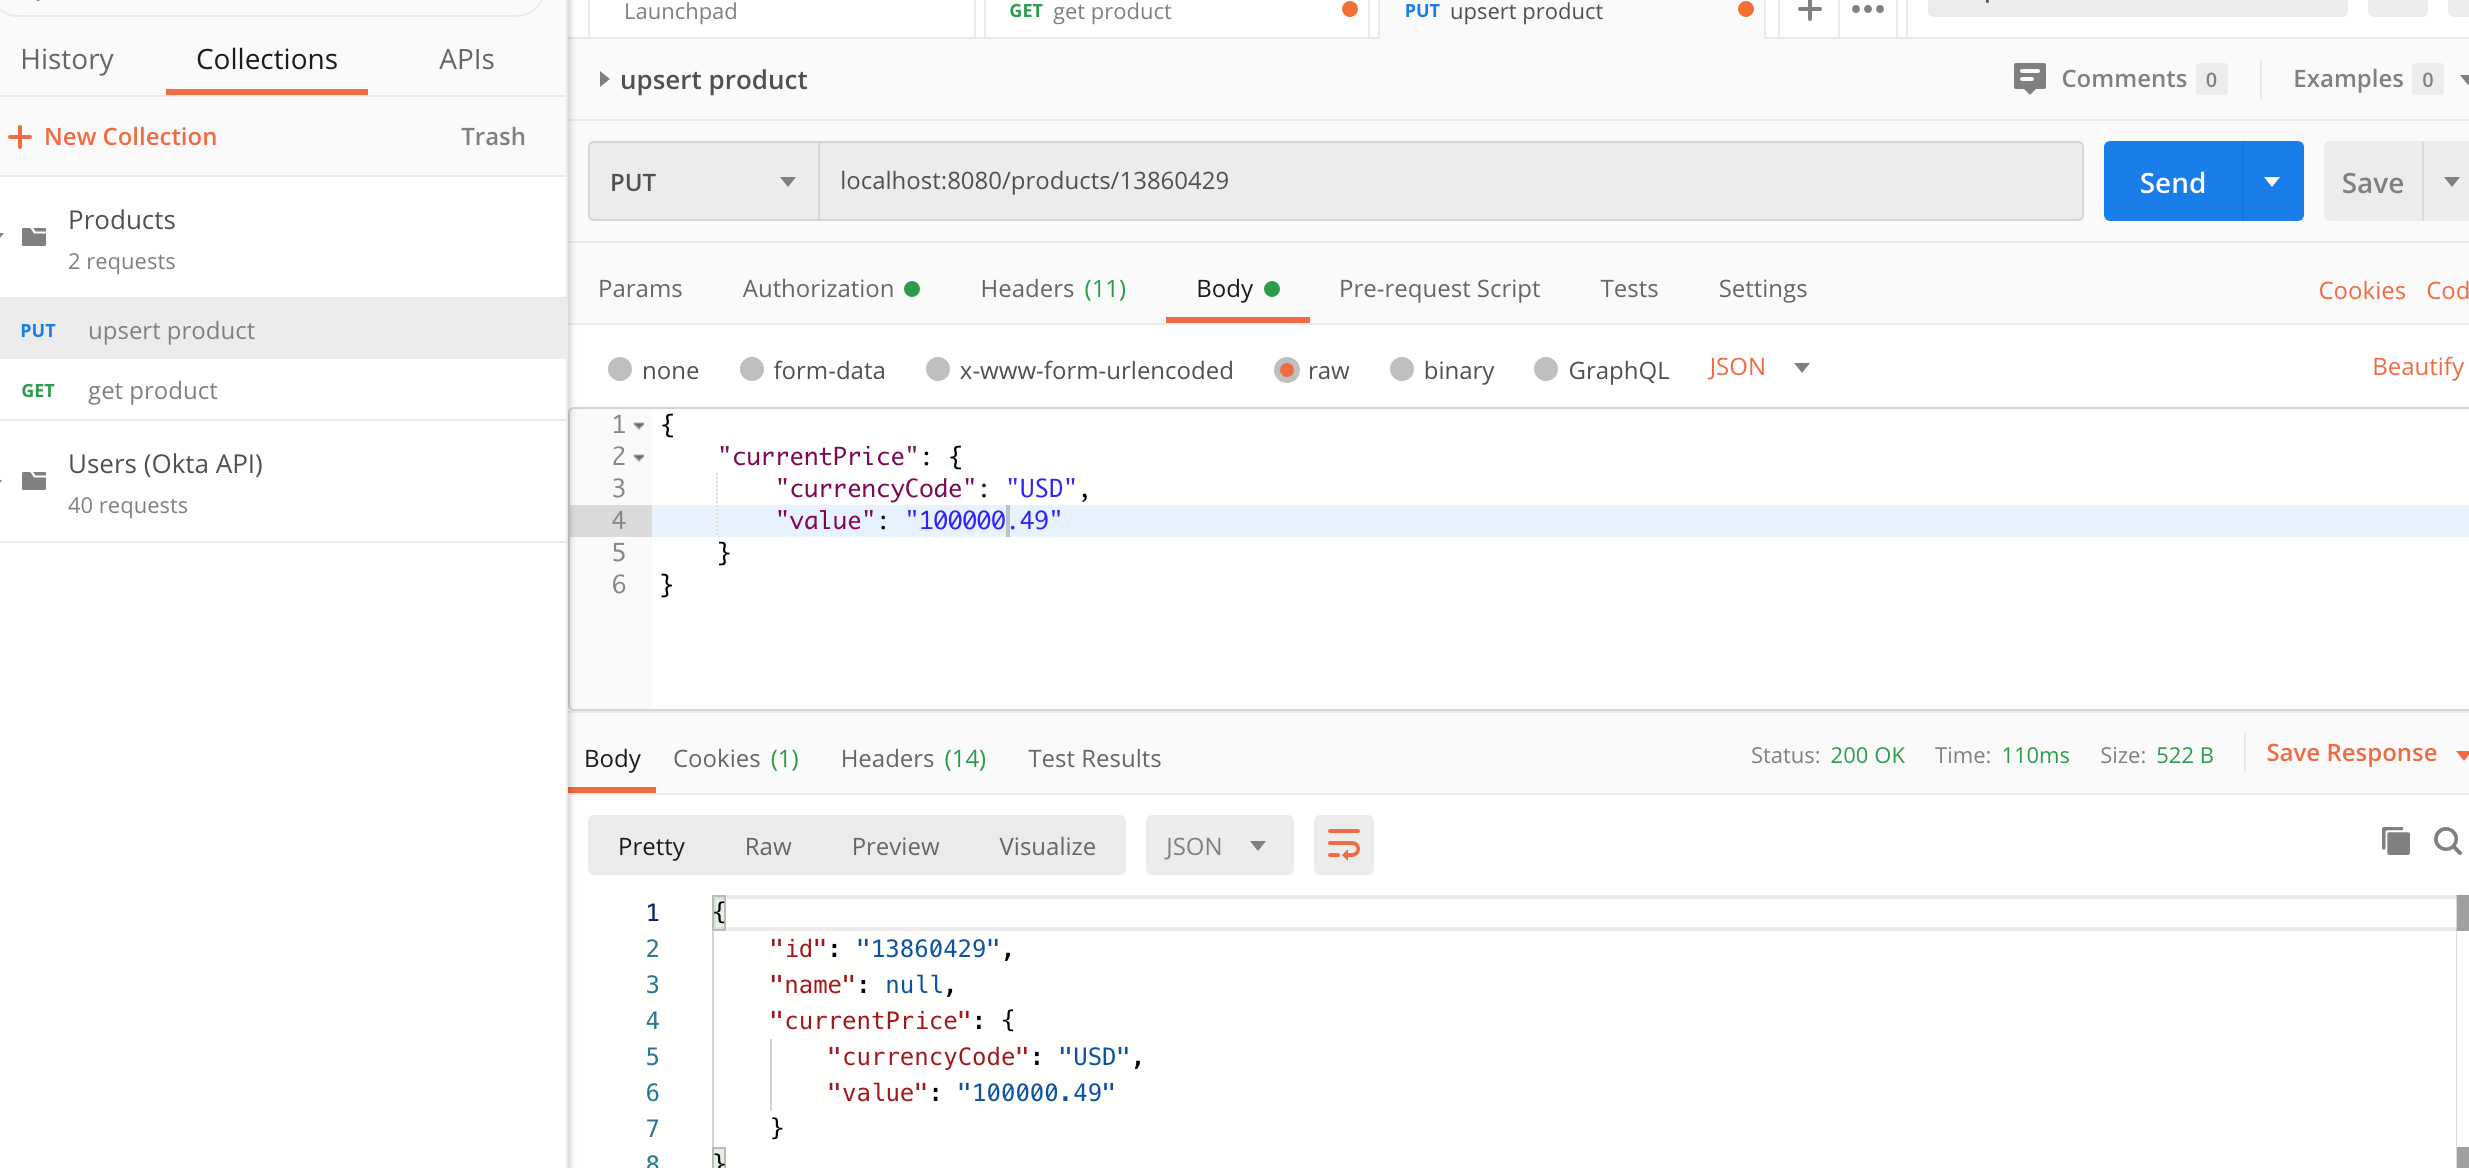 History Collections APIs
New Collection Trash
Products
2 requests
PUT upsert product
GET get product
Users (Okta API)
40 requests
Launchpad GET get product PUT upsert product
upsert product Comments 0 Examples 0
PUT localhost:8080/products/13860429 Send Save
Params Authorization Headers (11) Body Pre-request Script Tests Settings Cookies Cod
none form-data x-www-form-urlencoded raw binary GraphQL JSON Beautify
1 {
2 "currentPrice": {
3 "currencyCode": "USD",
4 "value": "100000.49"
5 }
6 }
Body Cookies (1) Headers (14) Test Results Status: 200 OK Time: 110ms Size: 522 B Save Response
Pretty Raw Preview Visualize JSON
1 {
2 "id": "13860429",
3 "name": null,
4 "currentPrice": {
5 "currencyCode": "USD",
6 "value": "100000.49"
7 }
8 }